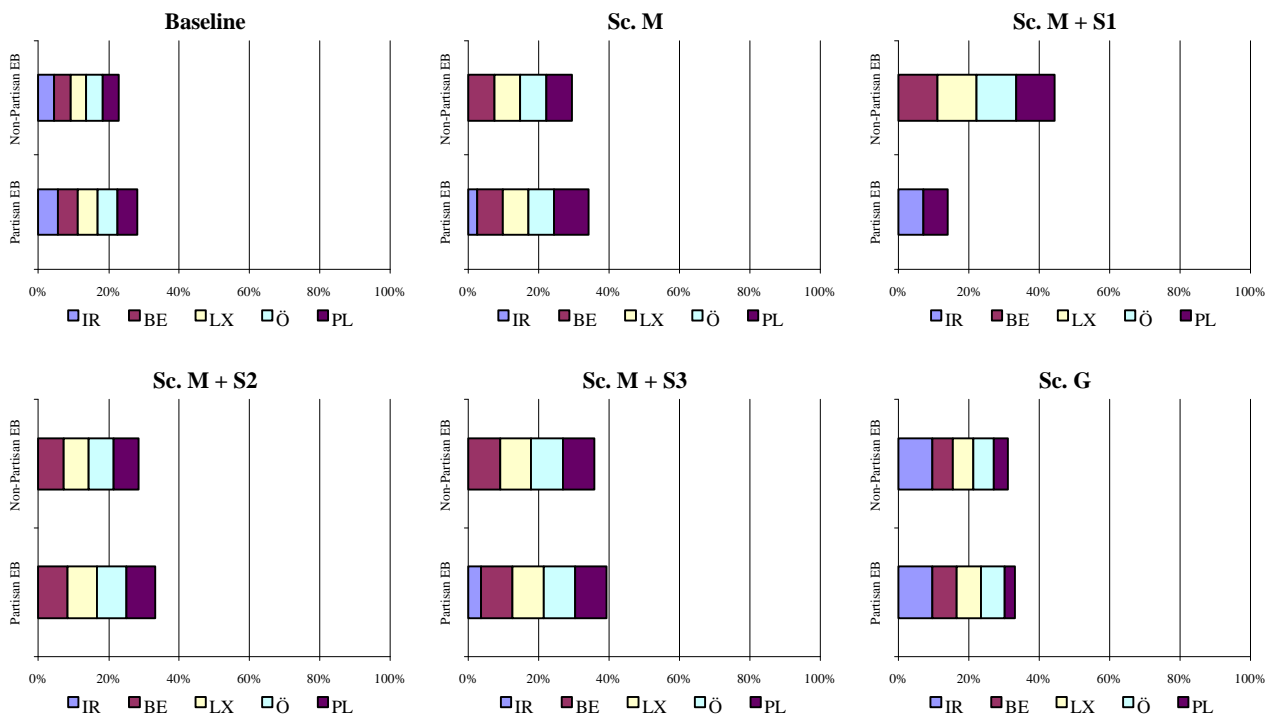 Baseline
Non-Partisan EB
Partisan EB
0% 20% 40% 60% 80% 100%
IR BE LX Ö PL
Sc. M
Non-Partisan EB
Partisan EB
0% 20% 40% 60% 80% 100%
IR BE LX Ö PL
Sc. M + S1
Non-Partisan EB
Partisan EB
0% 20% 40% 60% 80% 100%
IR BE LX Ö PL
Sc. M + S2
Non-Partisan EB
Partisan EB
0% 20% 40% 60% 80% 100%
IR BE LX Ö PL
Sc. M + S3
Non-Partisan EB
Partisan EB
0% 20% 40% 60% 80% 100%
IR BE LX Ö PL
Sc. G
Non-Partisan EB
Partisan EB
0% 20% 40% 60% 80% 100%
IR BE LX Ö PL